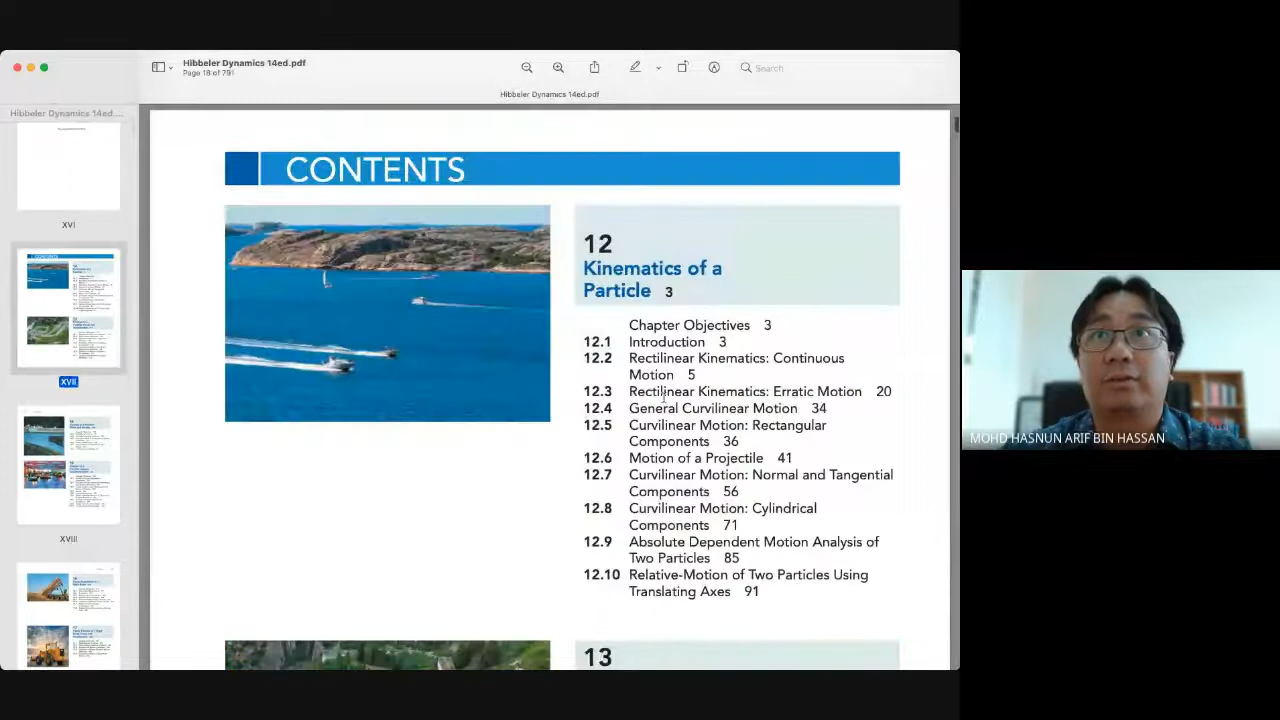 Hibbeler Dynamics 14ed.pdf
Page 18 of 791
Search
Hibbeler Dynamics 14ed.pdf
Hibbeler Dynamics 14ed....
XVI
XVII
XVIII
CONTENTS
CONTENTS
12
Kinematics of a
Particle 3
Chapter Objectives 3
12.1 Introduction 3
12.2 Rectilinear Kinematics: Continuous
Motion 5
12.3 Rectilinear Kinematics: Erratic Motion 20
12.4 General Curvilinear Motion 34
12.5 Curvilinear Motion: Rectangular
Components 36
12.6 Motion of a Projectile 41
12.7 Curvilinear Motion: Normal and Tangential
Components 56
12.8 Curvilinear Motion: Cylindrical
Components 71
12.9 Absolute Dependent Motion Analysis of
Two Particles 85
12.10 Relative-Motion of Two Particles Using
Translating Axes 91
13
MOHD HASNUN ARIF BIN HASSAN